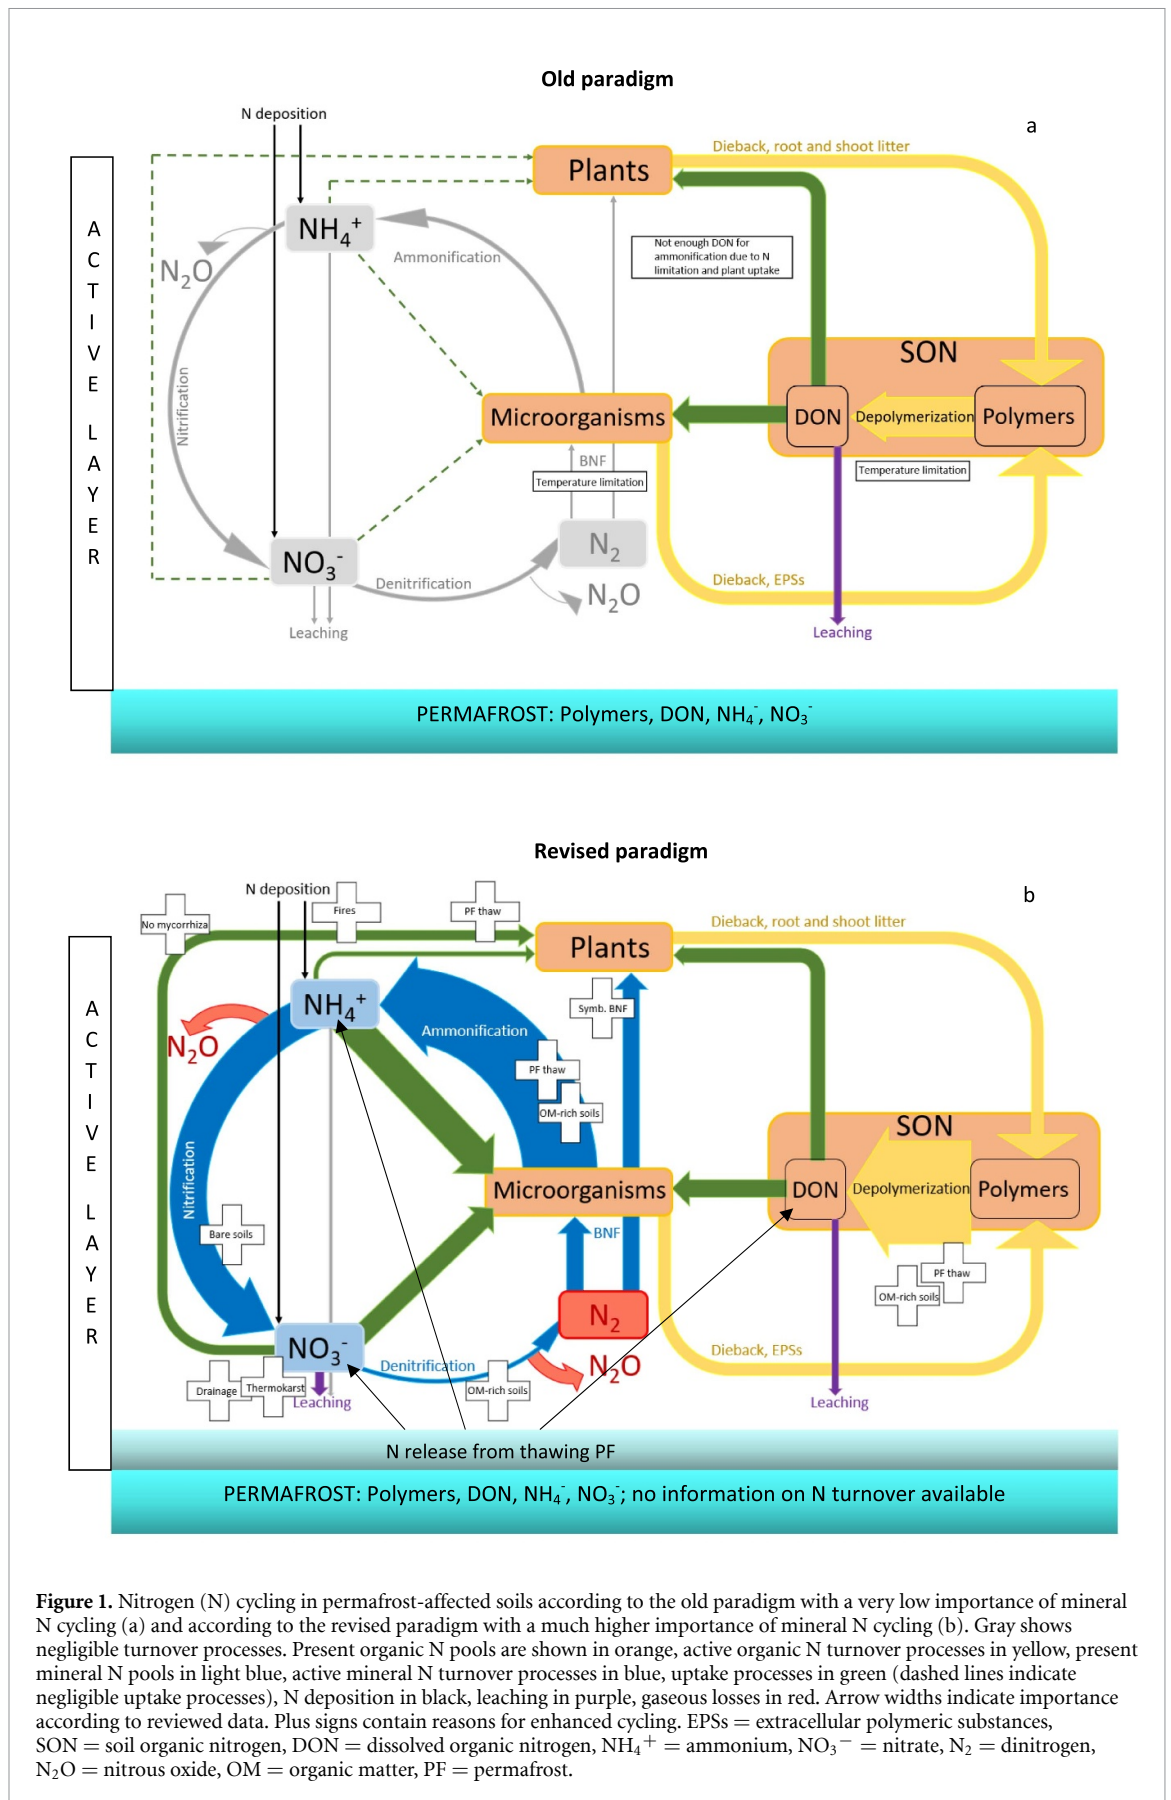 Old paradigm
a
N deposition
Plants
Dieback, root and shoot litter
NH₄⁺
N₂O
Ammonification
Not enough DON for
ammonification due to N
limitation and plant uptake
ACTIVE LAYER
Nitrification
SON
Microorganisms
DON
Depolymerization
Polymers
BNF
Temperature limitation
Temperature limitation
NO₃⁻
N₂
Denitrification
N₂O
Dieback, EPSs
Leaching
Leaching
PERMAFROST: Polymers, DON, NH₄⁻, NO₃⁻
Revised paradigm
b
N deposition
No mycorrhiza
Fires
PF thaw
Plants
Dieback, root and shoot litter
NH₄⁺
Symb. BNF
N₂O
Ammonification
PF thaw
OM-rich soils
ACTIVE LAYER
Nitrification
SON
Microorganisms
DON
Depolymerization
Polymers
Bare soils
BNF
PF thaw
OM-rich soils
N₂
NO₃⁻
Denitrification
N₂O
Dieback, EPSs
Drainage
Thermokarst
OM-rich soils
Leaching
Leaching
N release from thawing PF
PERMAFROST: Polymers, DON, NH₄⁻, NO₃⁻; no information on N turnover available
Figure 1. Nitrogen (N) cycling in permafrost-affected soils according to the old paradigm with a very low importance of mineral
N cycling (a) and according to the revised paradigm with a much higher importance of mineral N cycling (b). Gray shows
negligible turnover processes. Present organic N pools are shown in orange, active organic N turnover processes in yellow, present
mineral N pools in light blue, active mineral N turnover processes in blue, uptake processes in green (dashed lines indicate
negligible uptake processes), N deposition in black, leaching in purple, gaseous losses in red. Arrow widths indicate importance
according to reviewed data. Plus signs contain reasons for enhanced cycling. EPSs = extracellular polymeric substances,
SON = soil organic nitrogen, DON = dissolved organic nitrogen, NH₄⁺ = ammonium, NO₃⁻ = nitrate, N₂ = dinitrogen,
N₂O = nitrous oxide, OM = organic matter, PF = permafrost.